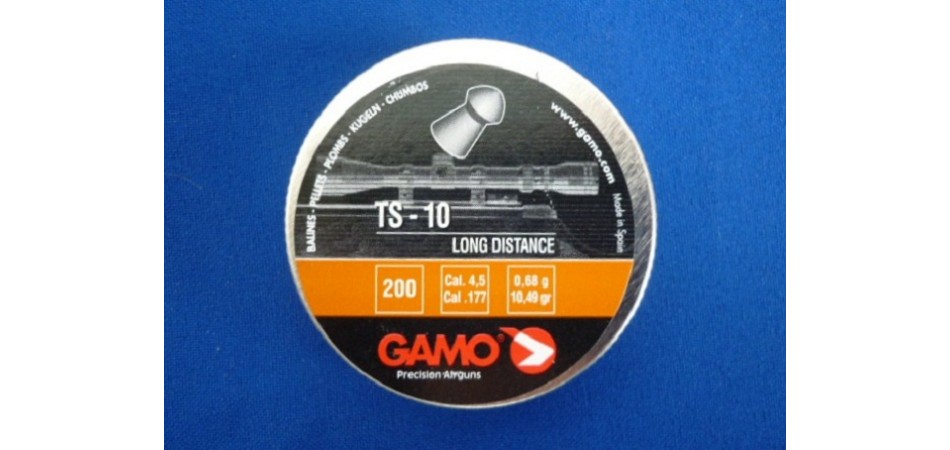 BALINES - PELLETS - PLOMBS - KUGELN - CHUMBOS
www.gamo.com
Made in Spain
TS - 10
LONG DISTANCE
200
Cal. 4,5
Cal .177
0,68 g
10,49 gr
GAMO®
Precision Airguns